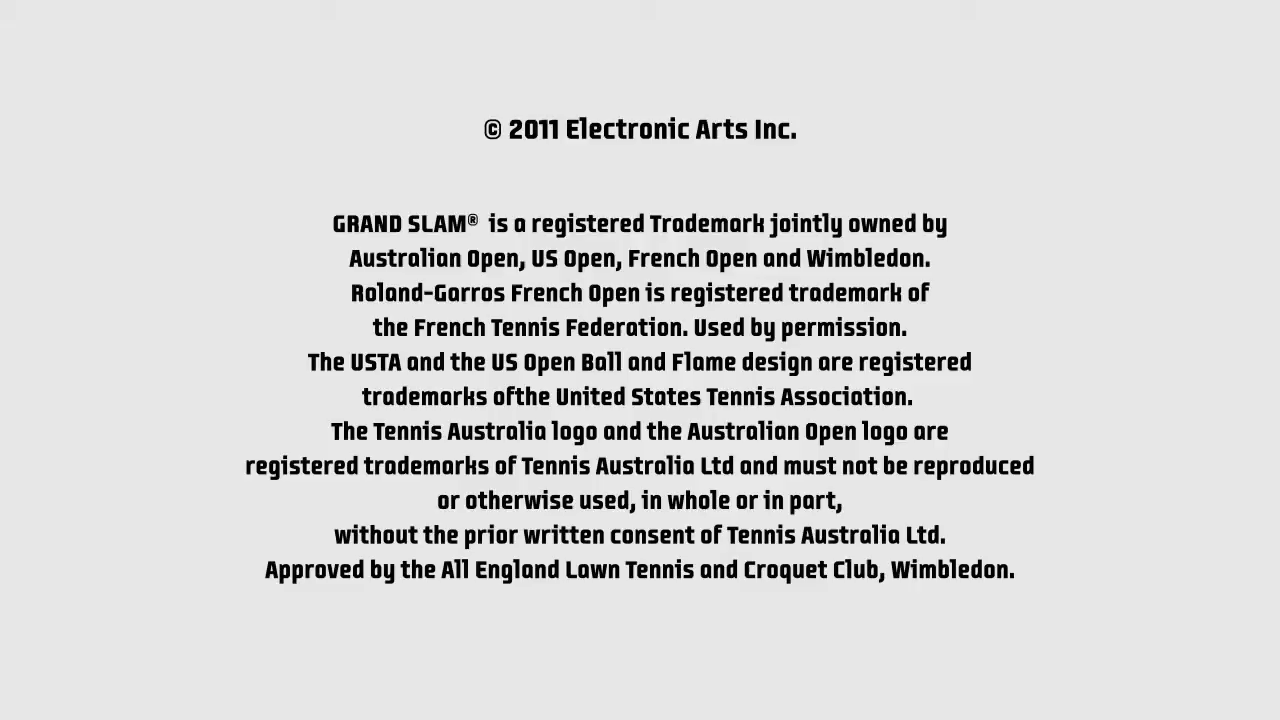 © 2011 Electronic Arts Inc.
GRAND SLAM® is a registered Trademark jointly owned by
Australian Open, US Open, French Open and Wimbledon.
Roland-Garros French Open is registered trademark of
the French Tennis Federation. Used by permission.
The USTA and the US Open Ball and Flame design are registered
trademarks ofthe United States Tennis Association.
The Tennis Australia logo and the Australian Open logo are
registered trademarks of Tennis Australia Ltd and must not be reproduced
or otherwise used, in whole or in part,
without the prior written consent of Tennis Australia Ltd.
Approved by the All England Lawn Tennis and Croquet Club, Wimbledon.